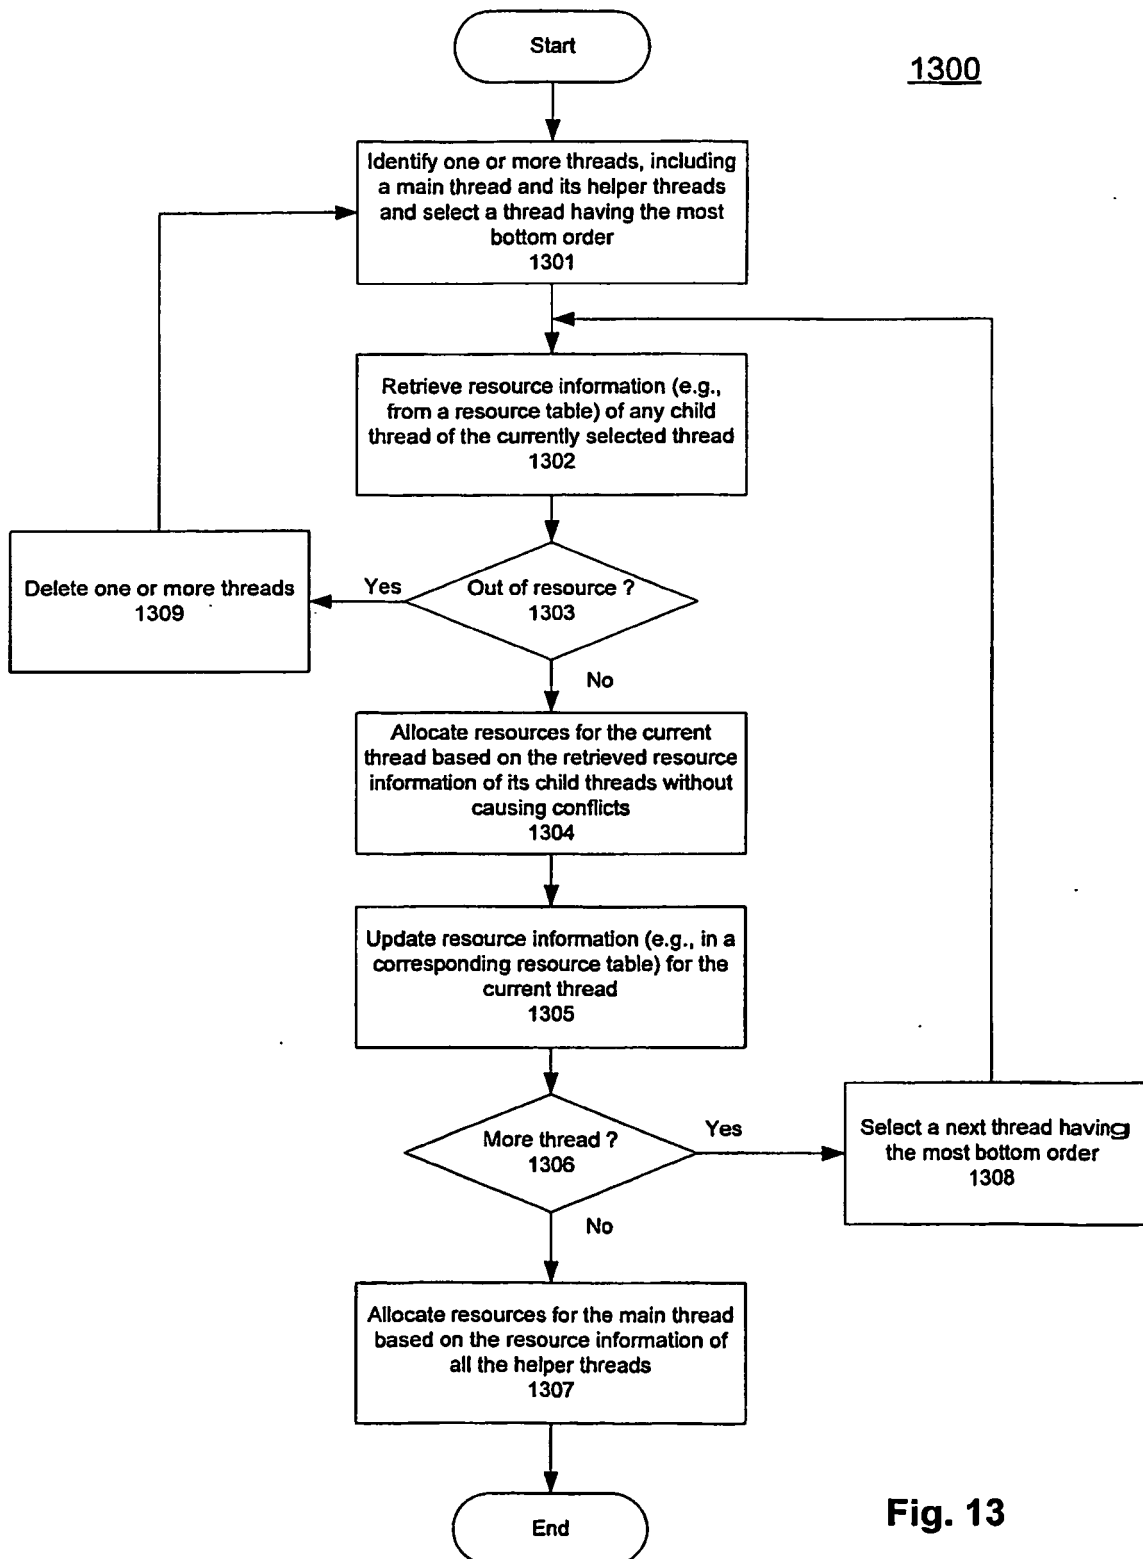 Start
1300
Identify one or more threads, including
a main thread and its helper threads
and select a thread having the most
bottom order
1301
Retrieve resource information (e.g.,
from a resource table) of any child
thread of the currently selected thread
1302
Delete one or more threads
1309
Yes
Out of resource ?
1303
No
Allocate resources for the current
thread based on the retrieved resource
information of its child threads without
causing conflicts
1304
Update resource information (e.g., in a
corresponding resource table) for the
current thread
1305
More thread ?
1306
Yes
Select a next thread having
the most bottom order
1308
No
Allocate resources for the main thread
based on the resource information of
all the helper threads
1307
End
Fig. 13